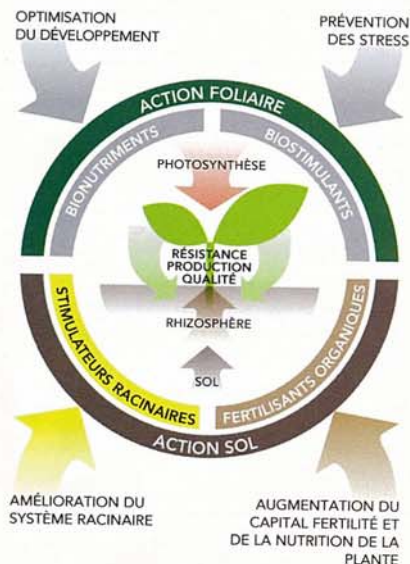 OPTIMISATION
DU DÉVELOPPEMENT
PRÉVENTION
DES STRESS
ACTION FOLIAIRE
BIONUTRIMENTS
BIOSTIMULANTS
PHOTOSYNTHÈSE
RÉSISTANCE
PRODUCTION
QUALITÉ
RHIZOSPHÈRE
SOL
STIMULATEURS RACINAIRES
FERTILISANTS ORGANIQUES
ACTION SOL
AMÉLIORATION DU
SYSTÈME RACINAIRE
AUGMENTATION DU
CAPITAL FERTILITÉ ET
DE LA NUTRITION DE LA
PLANTE